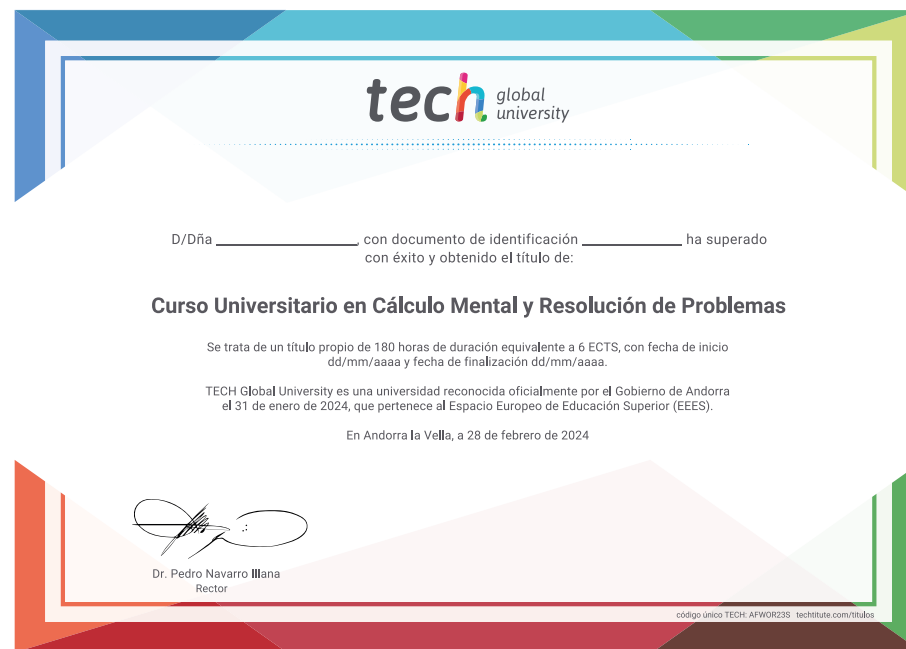 tech global university
D/Dña ____________________, con documento de identificación ______________ ha superado
con éxito y obtenido el título de:
Curso Universitario en Cálculo Mental y Resolución de Problemas
Se trata de un título propio de 180 horas de duración equivalente a 6 ECTS, con fecha de inicio
dd/mm/aaaa y fecha de finalización dd/mm/aaaa.
TECH Global University es una universidad reconocida oficialmente por el Gobierno de Andorra
el 31 de enero de 2024, que pertenece al Espacio Europeo de Educación Superior (EEES).
En Andorra la Vella, a 28 de febrero de 2024
Dr. Pedro Navarro Illana
Rector
código único TECH: AFWOR23S techtitute.com/titulos